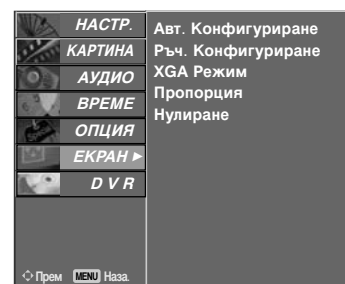 НАСТР.
КАРТИНА
АУДИО
ВРЕМЕ
ОПЦИЯ
ЕКРАН ►
D V R
Авт. Конфигуриране
Ръч. Конфигуриране
XGA Режим
Пропорция
Нулиране
Прем MENU Наза.